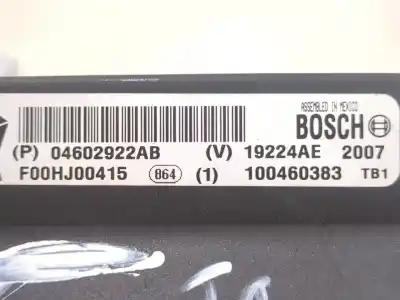 ASSEMBLED IN MEXICO
BOSCH
(P) 04602922AB (V) 19224AE 2007
F00HJ00415 864 (1) 100460383 TB1